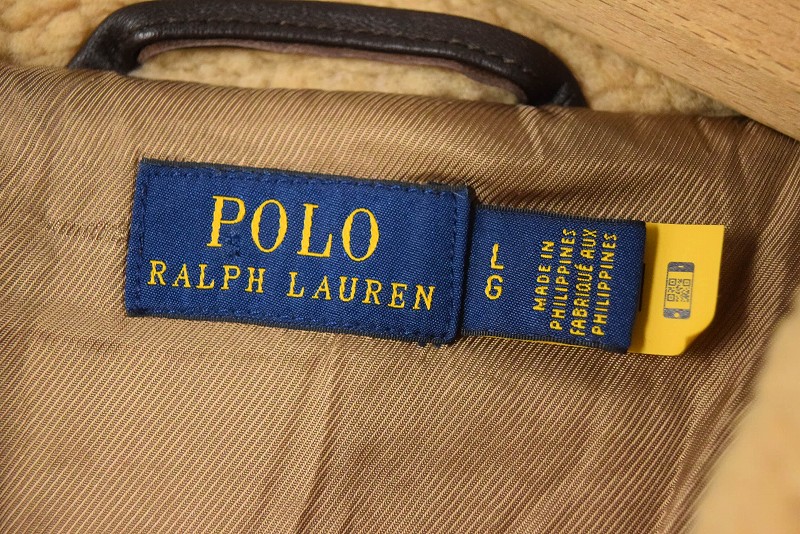 POLO
RALPH LAUREN
L
G
MADE IN
PHILIPPINES
FABRIQUÉ AUX
PHILIPPINES